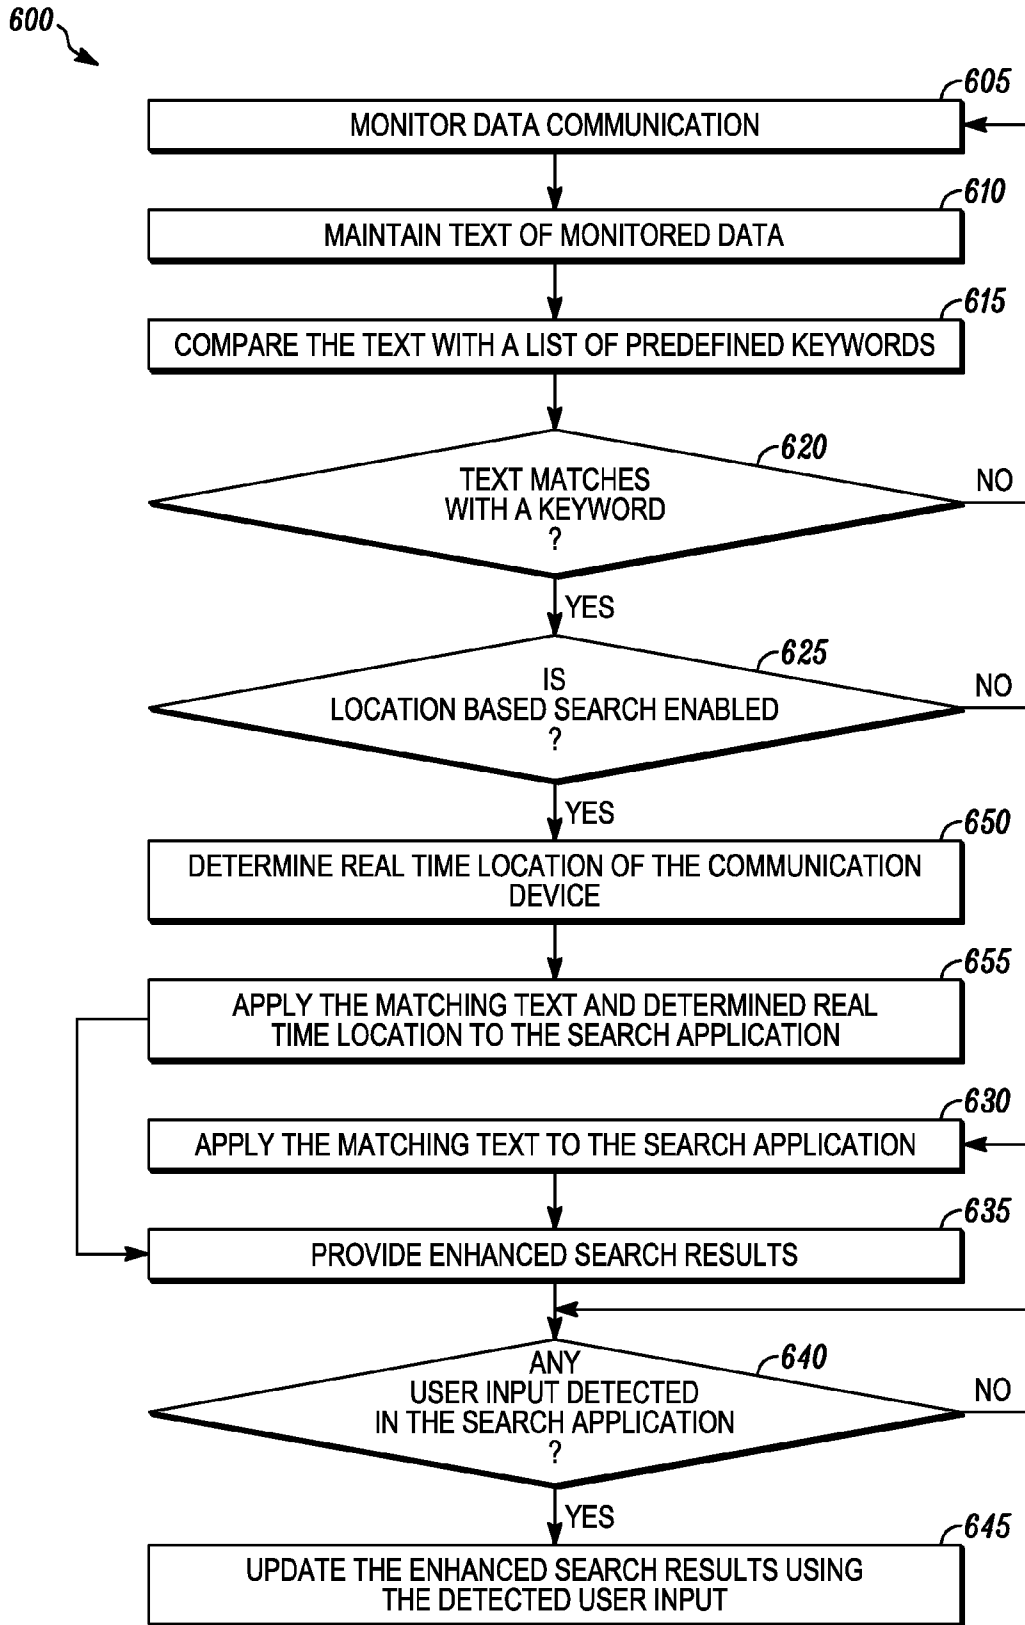 600
605
MONITOR DATA COMMUNICATION
610
MAINTAIN TEXT OF MONITORED DATA
615
COMPARE THE TEXT WITH A LIST OF PREDEFINED KEYWORDS
620
TEXT MATCHES
WITH A KEYWORD
?
NO
YES
625
IS
LOCATION BASED SEARCH ENABLED
?
NO
YES
650
DETERMINE REAL TIME LOCATION OF THE COMMUNICATION
DEVICE
655
APPLY THE MATCHING TEXT AND DETERMINED REAL
TIME LOCATION TO THE SEARCH APPLICATION
630
APPLY THE MATCHING TEXT TO THE SEARCH APPLICATION
635
PROVIDE ENHANCED SEARCH RESULTS
640
ANY
USER INPUT DETECTED
IN THE SEARCH APPLICATION
?
NO
YES
645
UPDATE THE ENHANCED SEARCH RESULTS USING
THE DETECTED USER INPUT